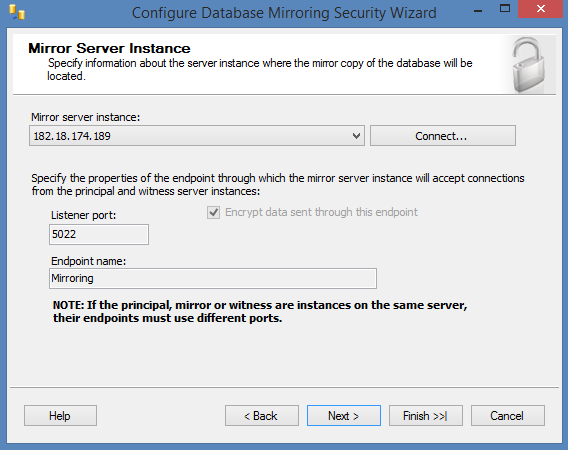 Configure Database Mirroring Security Wizard
Mirror Server Instance
Specify information about the server instance where the mirror copy of the database will be
located.
Mirror server instance:
182.18.174.189
Connect...
Specify the properties of the endpoint through which the mirror server instance will accept connections
from the principal and witness server instances:
Listener port:
Encrypt data sent through this endpoint
5022
Endpoint name:
Mirroring
NOTE: If the principal, mirror or witness are instances on the same server,
their endpoints must use different ports.
Help
< Back
Next >
Finish >>|
Cancel